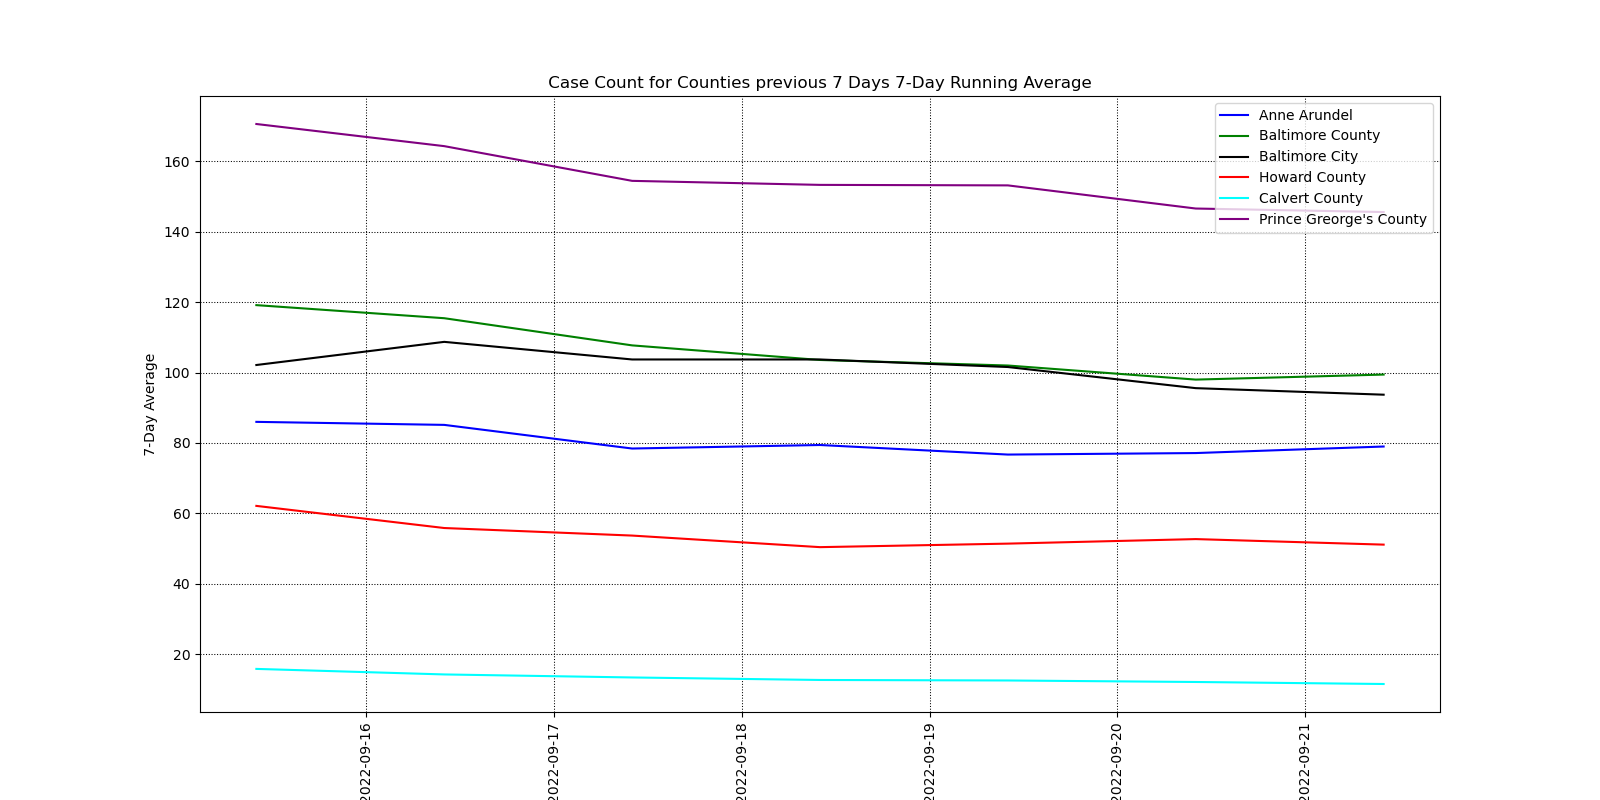 Case Count for Counties previous 7 Days 7-Day Running Average
Anne Arundel
Baltimore County
Baltimore City
Howard County
Calvert County
Prince Greorge's County
7-Day Average
160
140
120
100
80
60
40
20
2022-09-16
2022-09-17
2022-09-18
2022-09-19
2022-09-20
2022-09-21